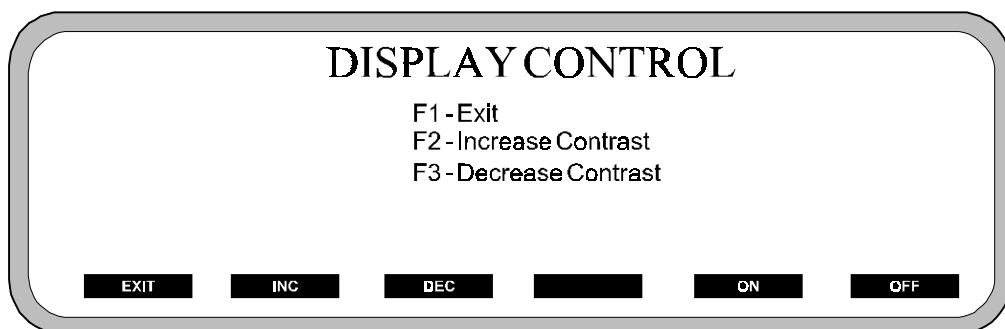 DISPLAY CONTROL
F1 - Exit
F2 - Increase Contrast
F3 - Decrease Contrast
EXIT INC DEC ON OFF